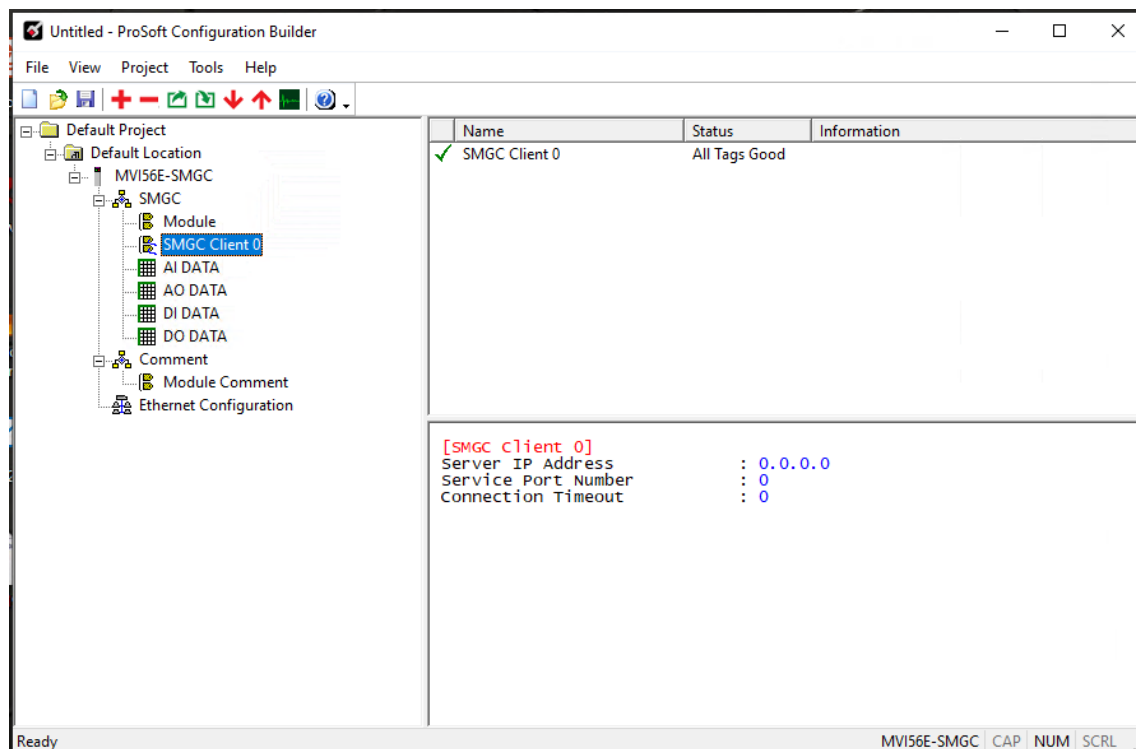 Untitled - ProSoft Configuration Builder
File View Project Tools Help
Default Project
Default Location
MVI56E-SMGC
SMGC
Module
SMGC Client 0
AI DATA
AO DATA
DI DATA
DO DATA
Comment
Module Comment
Ethernet Configuration
Name Status Information
SMGC Client 0 All Tags Good
[SMGC Client 0]
Server IP Address : 0.0.0.0
Service Port Number : 0
Connection Timeout : 0
Ready MVI56E-SMGC CAP NUM SCRL